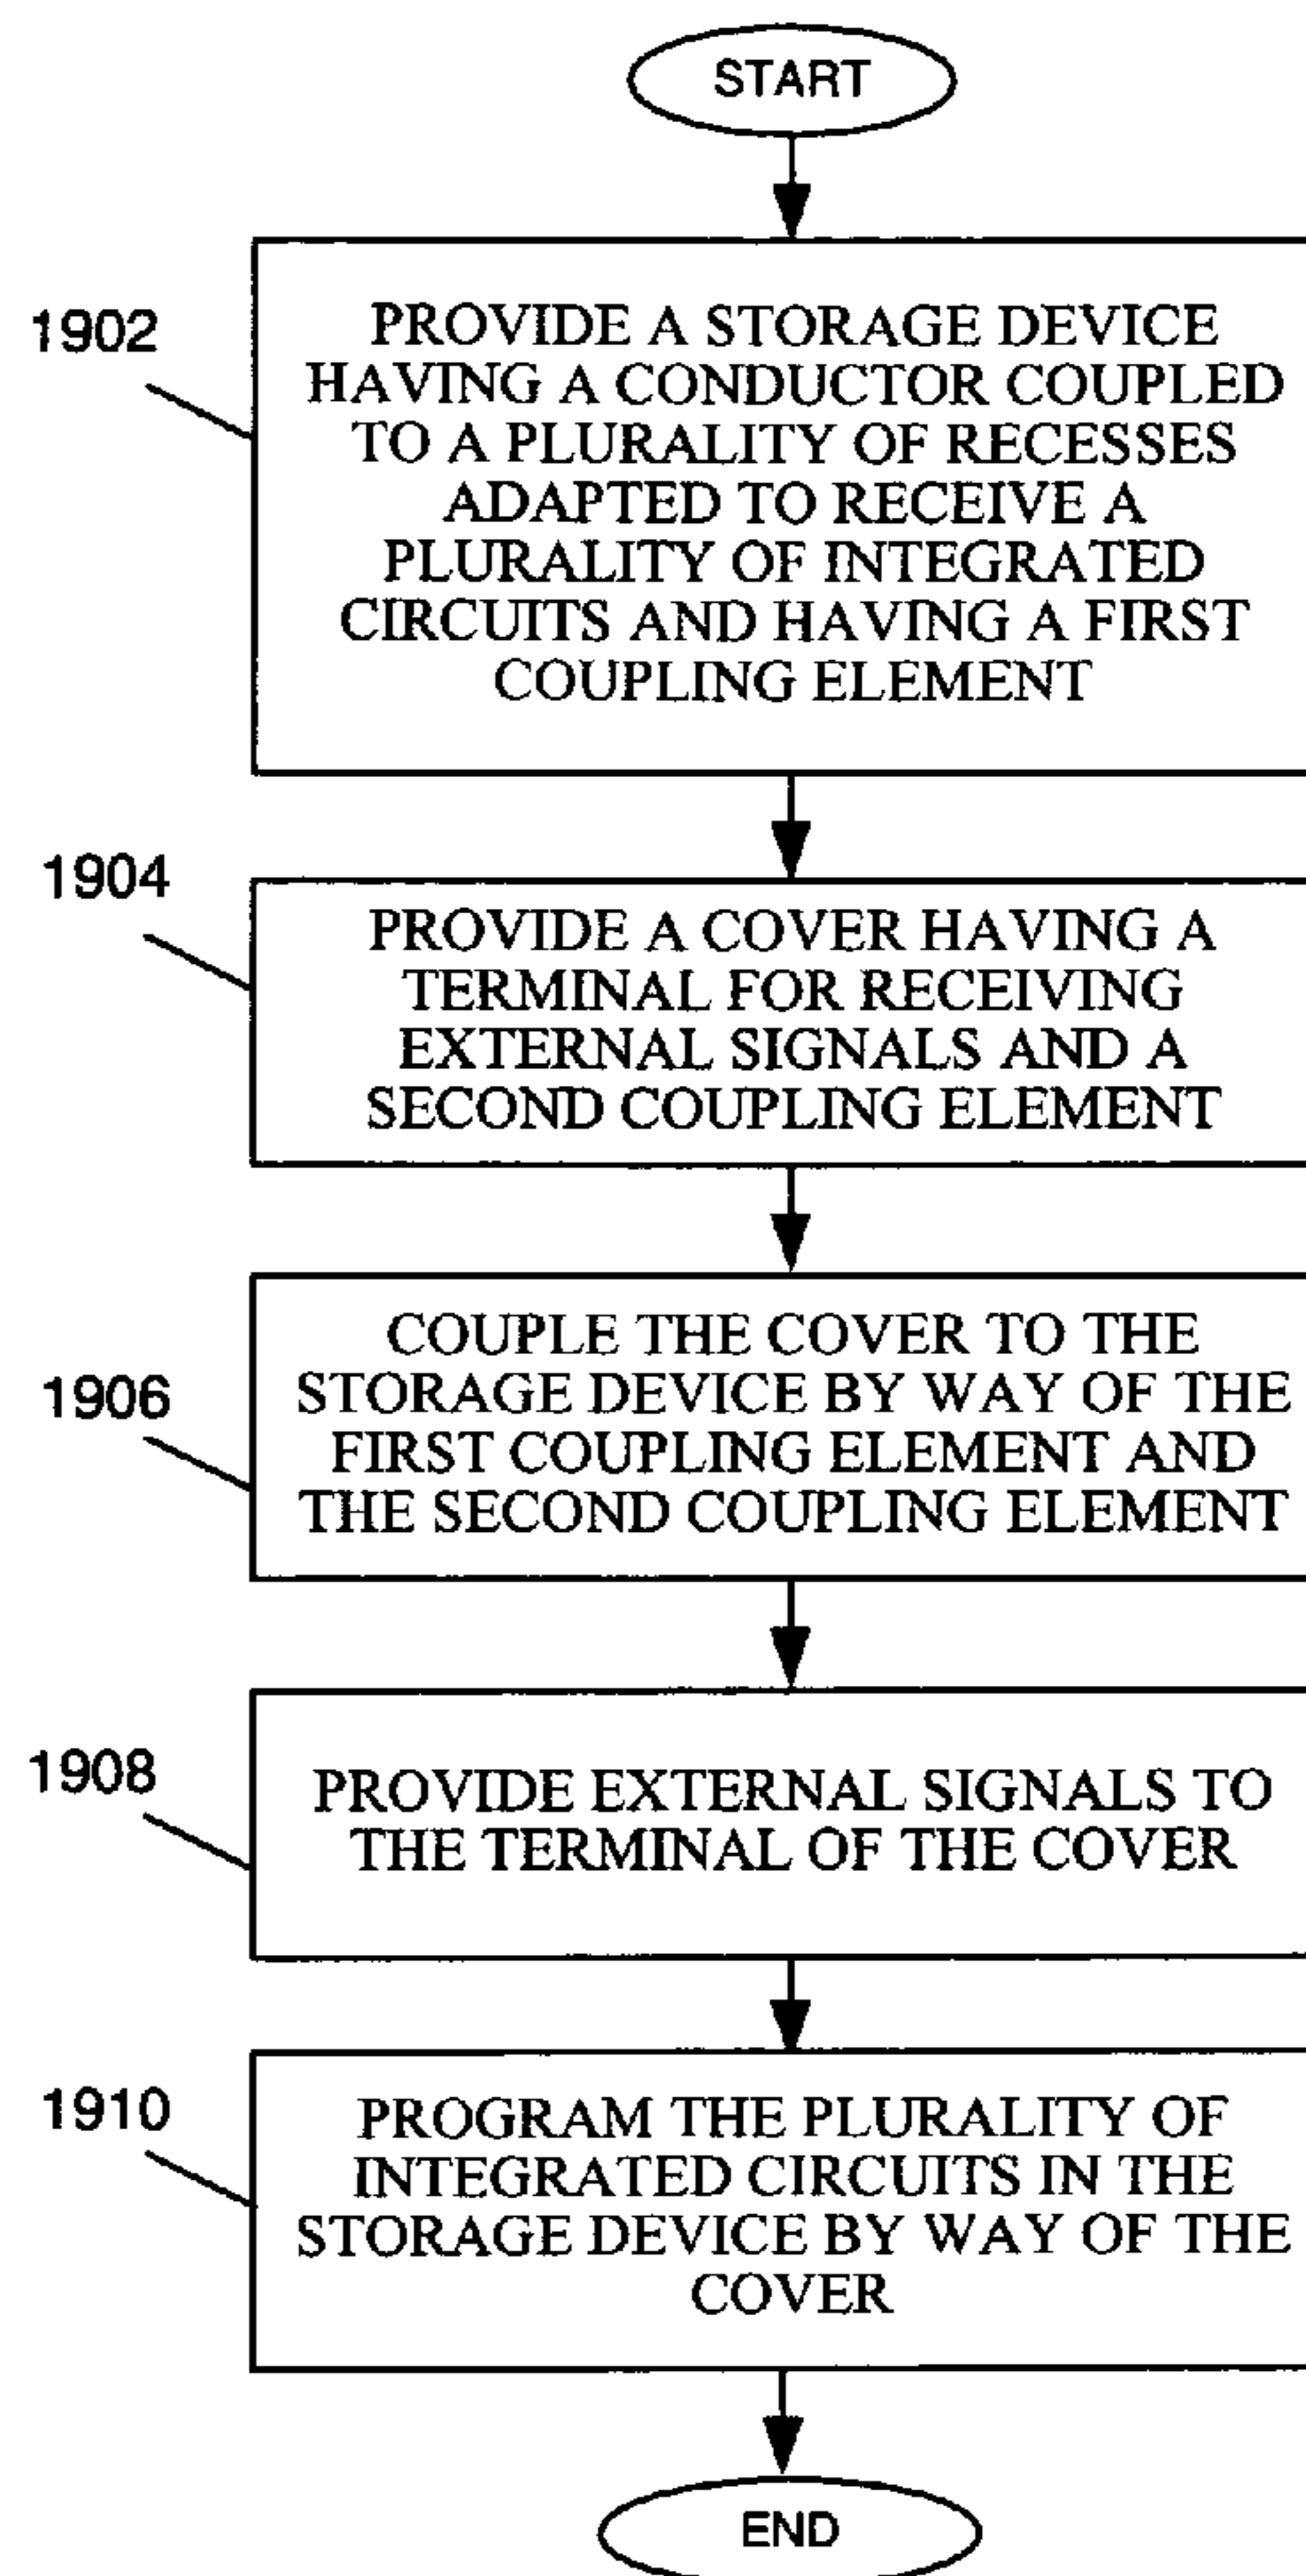 START
1902
PROVIDE A STORAGE DEVICE
HAVING A CONDUCTOR COUPLED
TO A PLURALITY OF RECESSES
ADAPTED TO RECEIVE A
PLURALITY OF INTEGRATED
CIRCUITS AND HAVING A FIRST
COUPLING ELEMENT
1904
PROVIDE A COVER HAVING A
TERMINAL FOR RECEIVING
EXTERNAL SIGNALS AND A
SECOND COUPLING ELEMENT
1906
COUPLE THE COVER TO THE
STORAGE DEVICE BY WAY OF THE
FIRST COUPLING ELEMENT AND
THE SECOND COUPLING ELEMENT
1908
PROVIDE EXTERNAL SIGNALS TO
THE TERMINAL OF THE COVER
1910
PROGRAM THE PLURALITY OF
INTEGRATED CIRCUITS IN THE
STORAGE DEVICE BY WAY OF THE
COVER
END